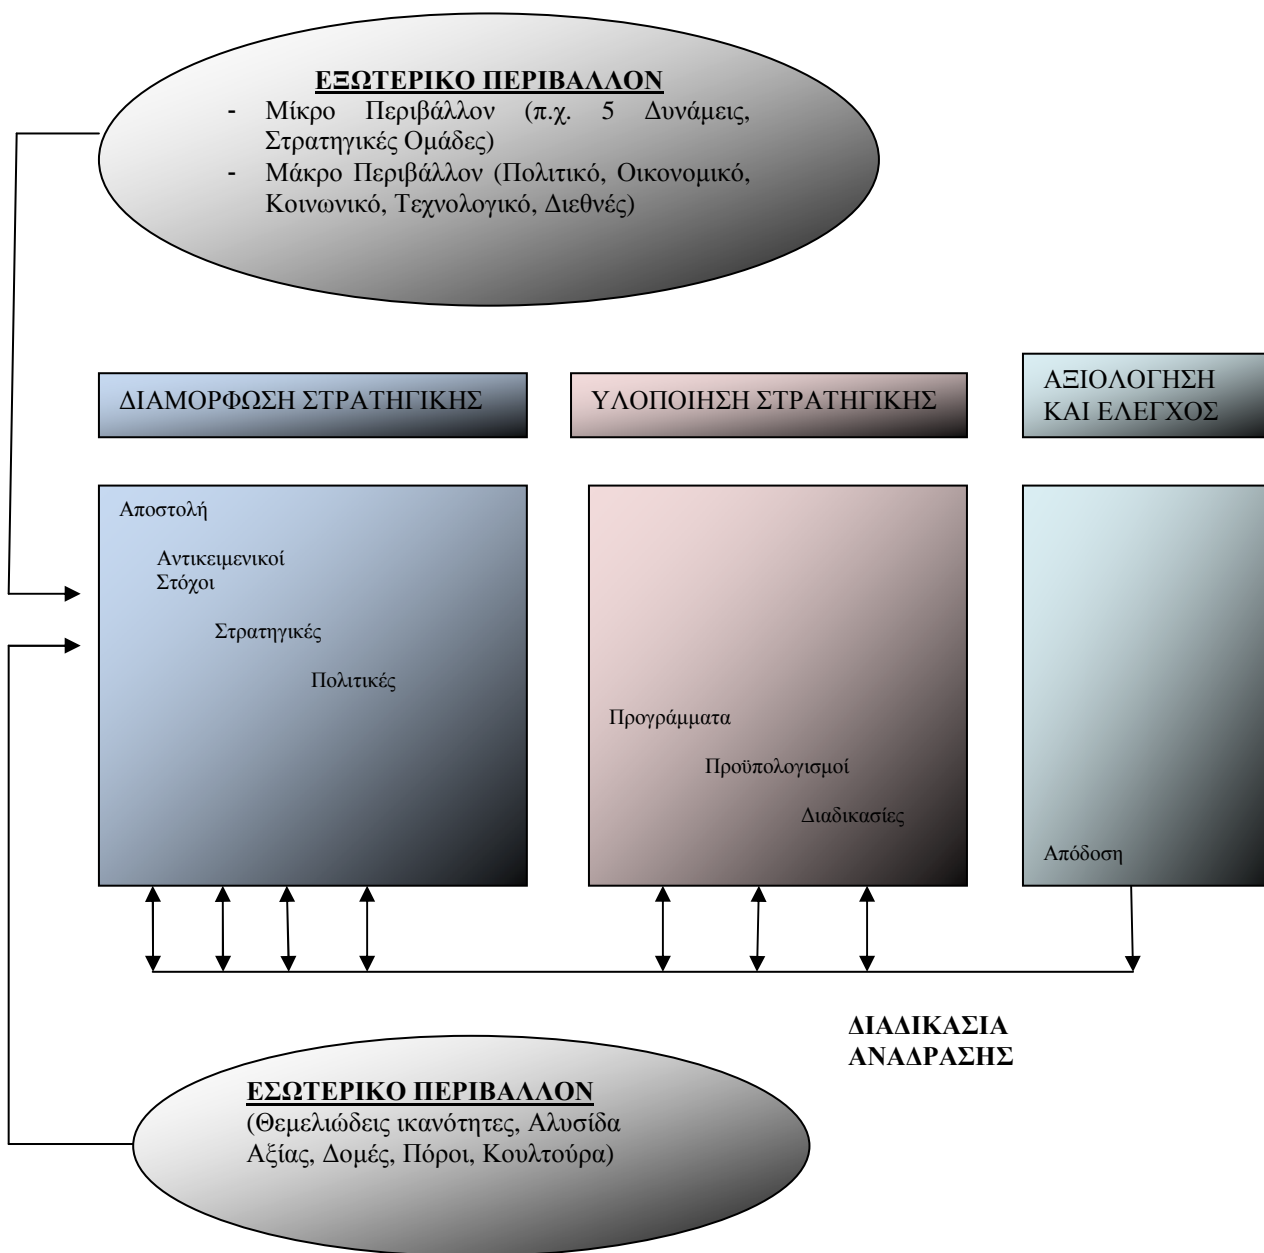 ΕΞΩΤΕΡΙΚΟ ΠΕΡΙΒΑΛΛΟΝ
- Μίκρο Περιβάλλον (π.χ. 5 Δυνάμεις,
Στρατηγικές Ομάδες)
- Μάκρο Περιβάλλον (Πολιτικό, Οικονομικό,
Κοινωνικό, Τεχνολογικό, Διεθνές)
ΔΙΑΜΟΡΦΩΣΗ ΣΤΡΑΤΗΓΙΚΗΣ
ΥΛΟΠΟΙΗΣΗ ΣΤΡΑΤΗΓΙΚΗΣ
ΑΞΙΟΛΟΓΗΣΗ
ΚΑΙ ΕΛΕΓΧΟΣ
Αποστολή
Αντικειμενικοί
Στόχοι
Στρατηγικές
Πολιτικές
Προγράμματα
Προϋπολογισμοί
Διαδικασίες
Απόδοση
ΔΙΑΔΙΚΑΣΙΑ
ΑΝΑΔΡΑΣΗΣ
ΕΣΩΤΕΡΙΚΟ ΠΕΡΙΒΑΛΛΟΝ
(Θεμελιώδεις ικανότητες, Αλυσίδα
Αξίας, Δομές, Πόροι, Κουλτούρα)